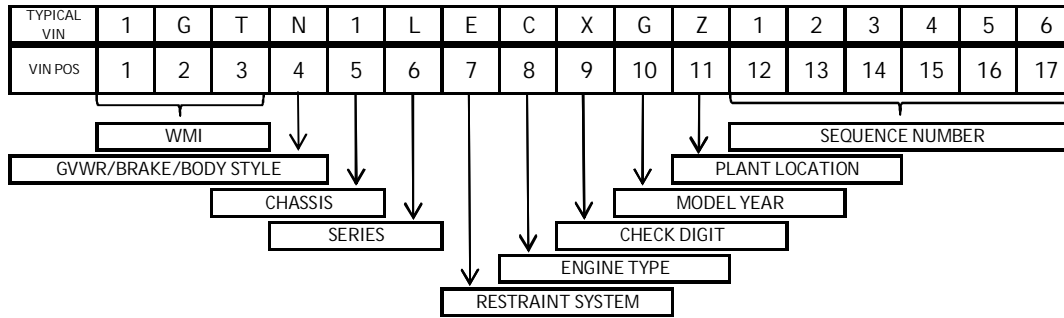 TYPICAL VIN 1 G T N 1 L E C X G Z 1 2 3 4 5 6
VIN POS 1 2 3 4 5 6 7 8 9 10 11 12 13 14 15 16 17
WMI SEQUENCE NUMBER
GVWR/BRAKE/BODY STYLE PLANT LOCATION
CHASSIS MODEL YEAR
SERIES CHECK DIGIT
ENGINE TYPE
RESTRAINT SYSTEM